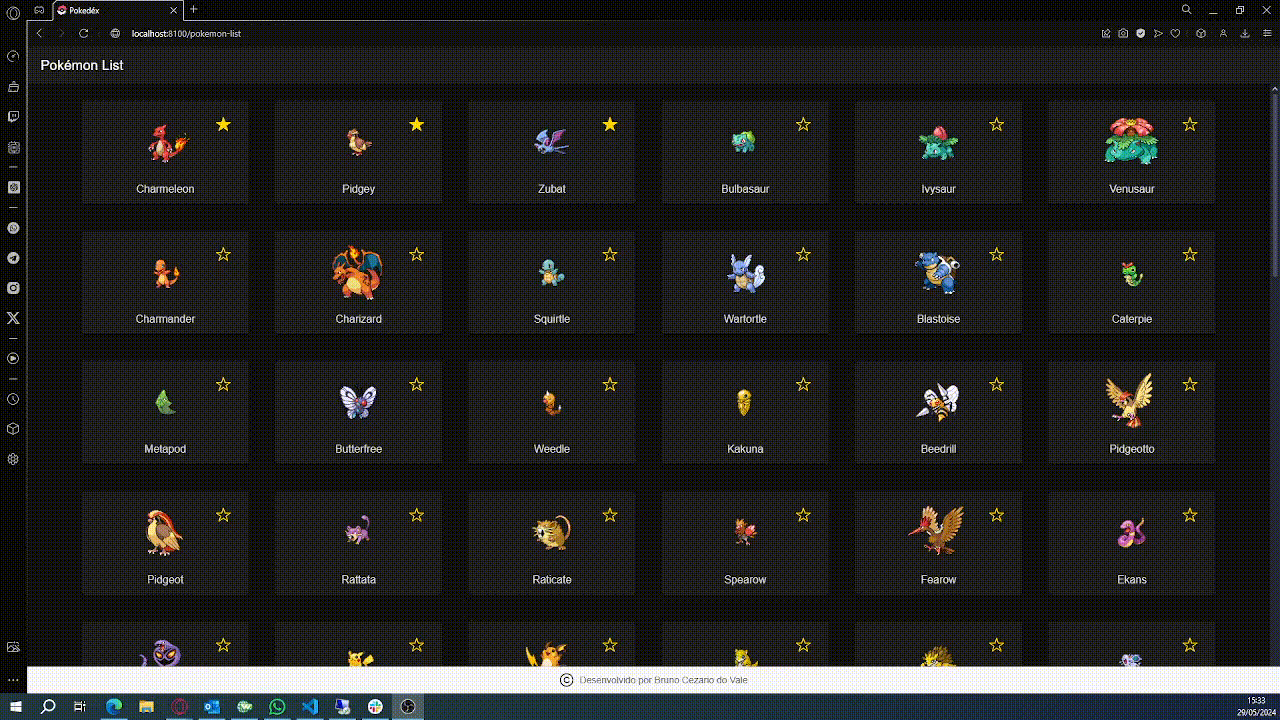 Pokedéx
localhost:8100/pokemon-list
Pokémon List
Charmeleon
Pidgey
Zubat
Bulbasaur
Ivysaur
Venusaur
Charmander
Charizard
Squirtle
Wartortle
Blastoise
Caterpie
Metapod
Butterfree
Weedle
Kakuna
Beedrill
Pidgeotto
Pidgeot
Rattata
Raticate
Spearow
Fearow
Ekans
© Desenvolvido por Bruno Cezario do Vale
15:33
29/05/2024